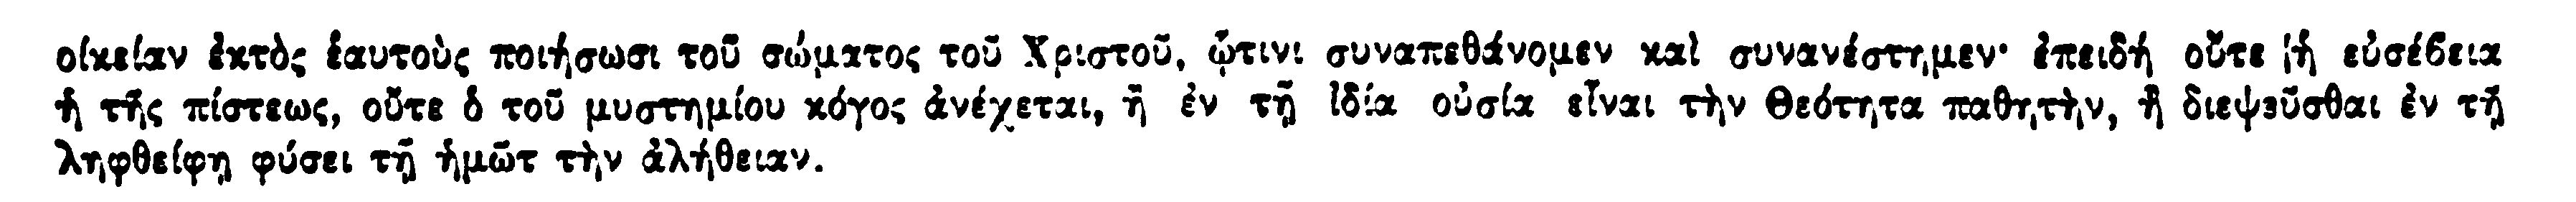 οἰκείαν ἐκτὸς ἑαυτοὺς ποιήσωσι τοῦ σώματος τοῦ Χριστοῦ, ᾧτινι συναπεθάνομεν καὶ συνανέστημεν· ἐπειδή οὔτε ἡ εὐσέβεια
ἡ τῆς πίστεως, οὔτε ὁ τοῦ μυστημίου κόγος ἀνέχεται, ἢ ἐν τῇ ἰδίᾳ οὐσίᾳ εἶναι τὴν Θεότητα παθητὴν, ἢ διεψεῦσθαι ἐν τῇ
ληφθείφῃ φύσει τῇ ἡμῶτ τὴν ἀλήθειαν.